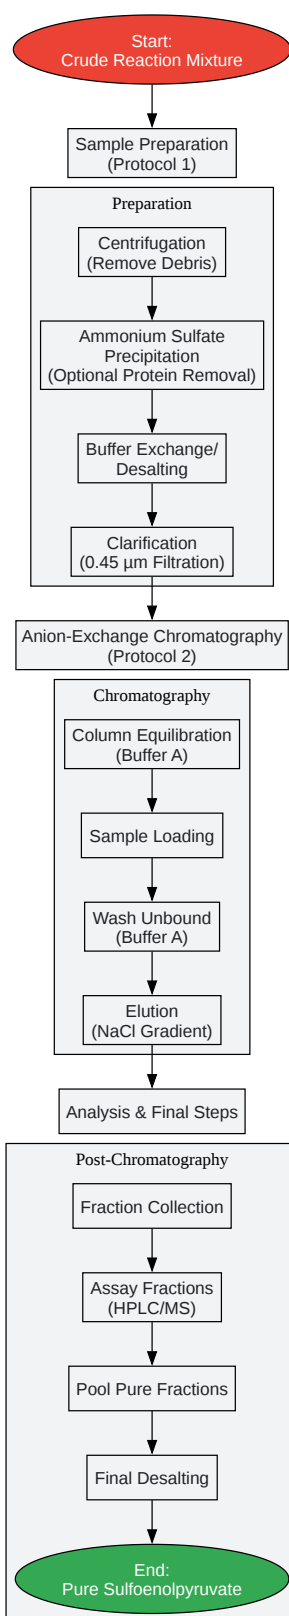 Start:
Crude Reaction Mixture
Sample Preparation
(Protocol 1)
Preparation
Centrifugation
(Remove Debris)
Ammonium Sulfate
Precipitation
(Optional Protein Removal)
Buffer Exchange/
Desalting
Clarification
(0.45 µm Filtration)
Anion-Exchange Chromatography
(Protocol 2)
Chromatography
Column Equilibration
(Buffer A)
Sample Loading
Wash Unbound
(Buffer A)
Elution
(NaCl Gradient)
Analysis & Final Steps
Post-Chromatography
Fraction Collection
Assay Fractions
(HPLC/MS)
Pool Pure Fractions
Final Desalting
End:
Pure Sulfoenolpyruvate